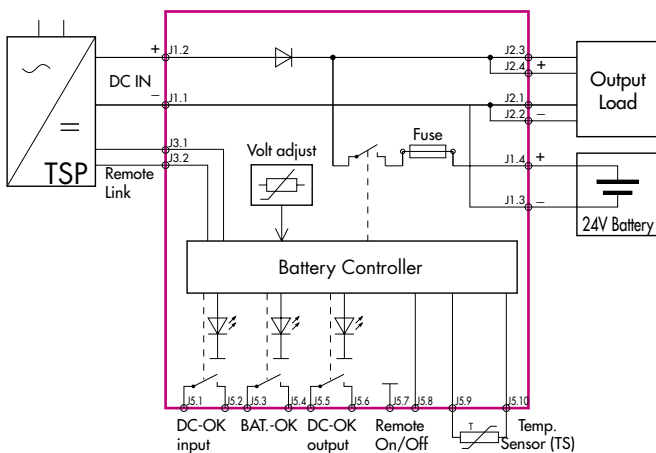 J1.2
J2.3
J2.4
+
+
DC IN
Output
Load
−
J1.1
J2.1
J2.2
−
Fuse
TSP
J3.1
J3.2
Remote
Link
Volt adjust
J1.4
+
J1.3
−
24V Battery
Battery Controller
J5.1
J5.2
J5.3
J5.4
J5.5
J5.6
J5.7
J5.8
J5.9
J5.10
DC-OK
input
BAT.-OK
DC-OK
output
Remote
On/Off
T
Temp.
Sensor (TS)